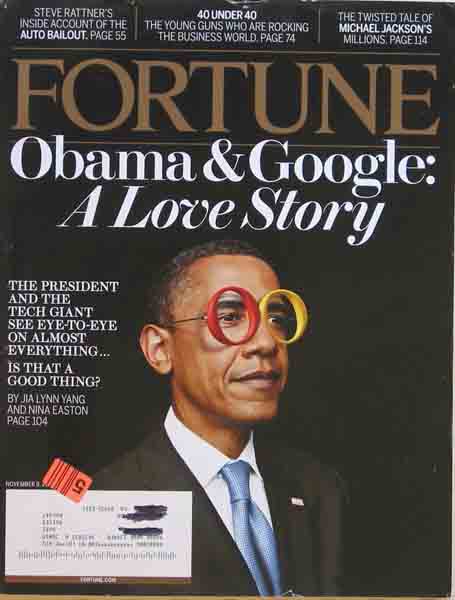 STEVE RATTNER'S
INSIDE ACCOUNT OF THE
AUTO BAILOUT. PAGE 55
40 UNDER 40
THE YOUNG GUNS WHO ARE ROCKING
THE BUSINESS WORLD. PAGE 74
THE TWISTED TALE OF
MICHAEL JACKSON'S
MILLIONS. PAGE 114
FORTUNE
Obama & Google:
A Love Story
THE PRESIDENT
AND THE
TECH GIANT
SEE EYE-TO-EYE
ON ALMOST
EVERYTHING...
IS THAT A
GOOD THING?
BY JIA LYNN YANG
AND NINA EASTON
PAGE 104
NOVEMBER 9
5
FORTUNE.COM